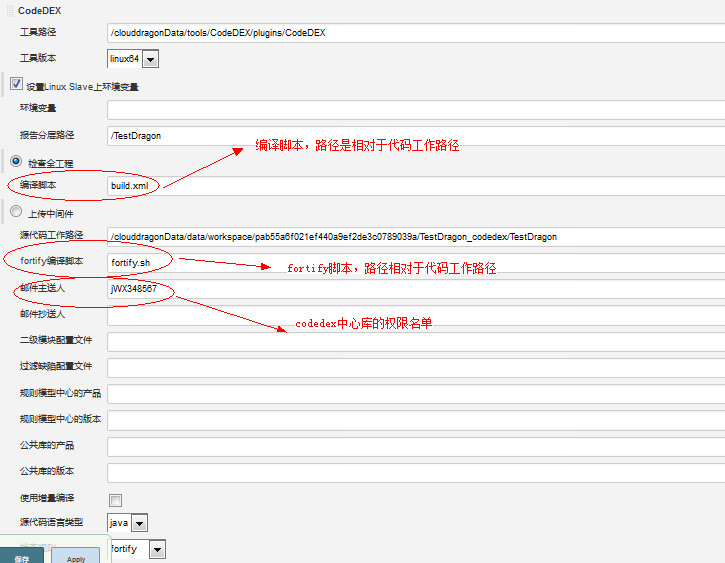 CodeDEX
工具路径 /clouddragonData/tools/CodeDEX/plugins/CodeDEX
工具版本 linux64
设置Linux Slave上环境变量
环境变量
报告分层路径 /TestDragon
编译脚本，路径是相对于代码工作路径
检查全工程
编译脚本 build.xml
上传中间件
源代码工作路径 /clouddragonData/data/workspace/pab55a6f021ef440a9ef2de3c0789039a/TestDragon_codedex/TestDragon
fortify编译脚本 fortify.sh
fortify脚本，路径相对于代码工作路径
邮件主送人 jWX348567
codedex中心库的权限名单
邮件抄送人
二级模块配置文件
过滤缺陷配置文件
规则模型中心的产品
规则模型中心的版本
公共库的产品
公共库的版本
使用增量编译
源代码语言类型 java
fortify
保存 Apply